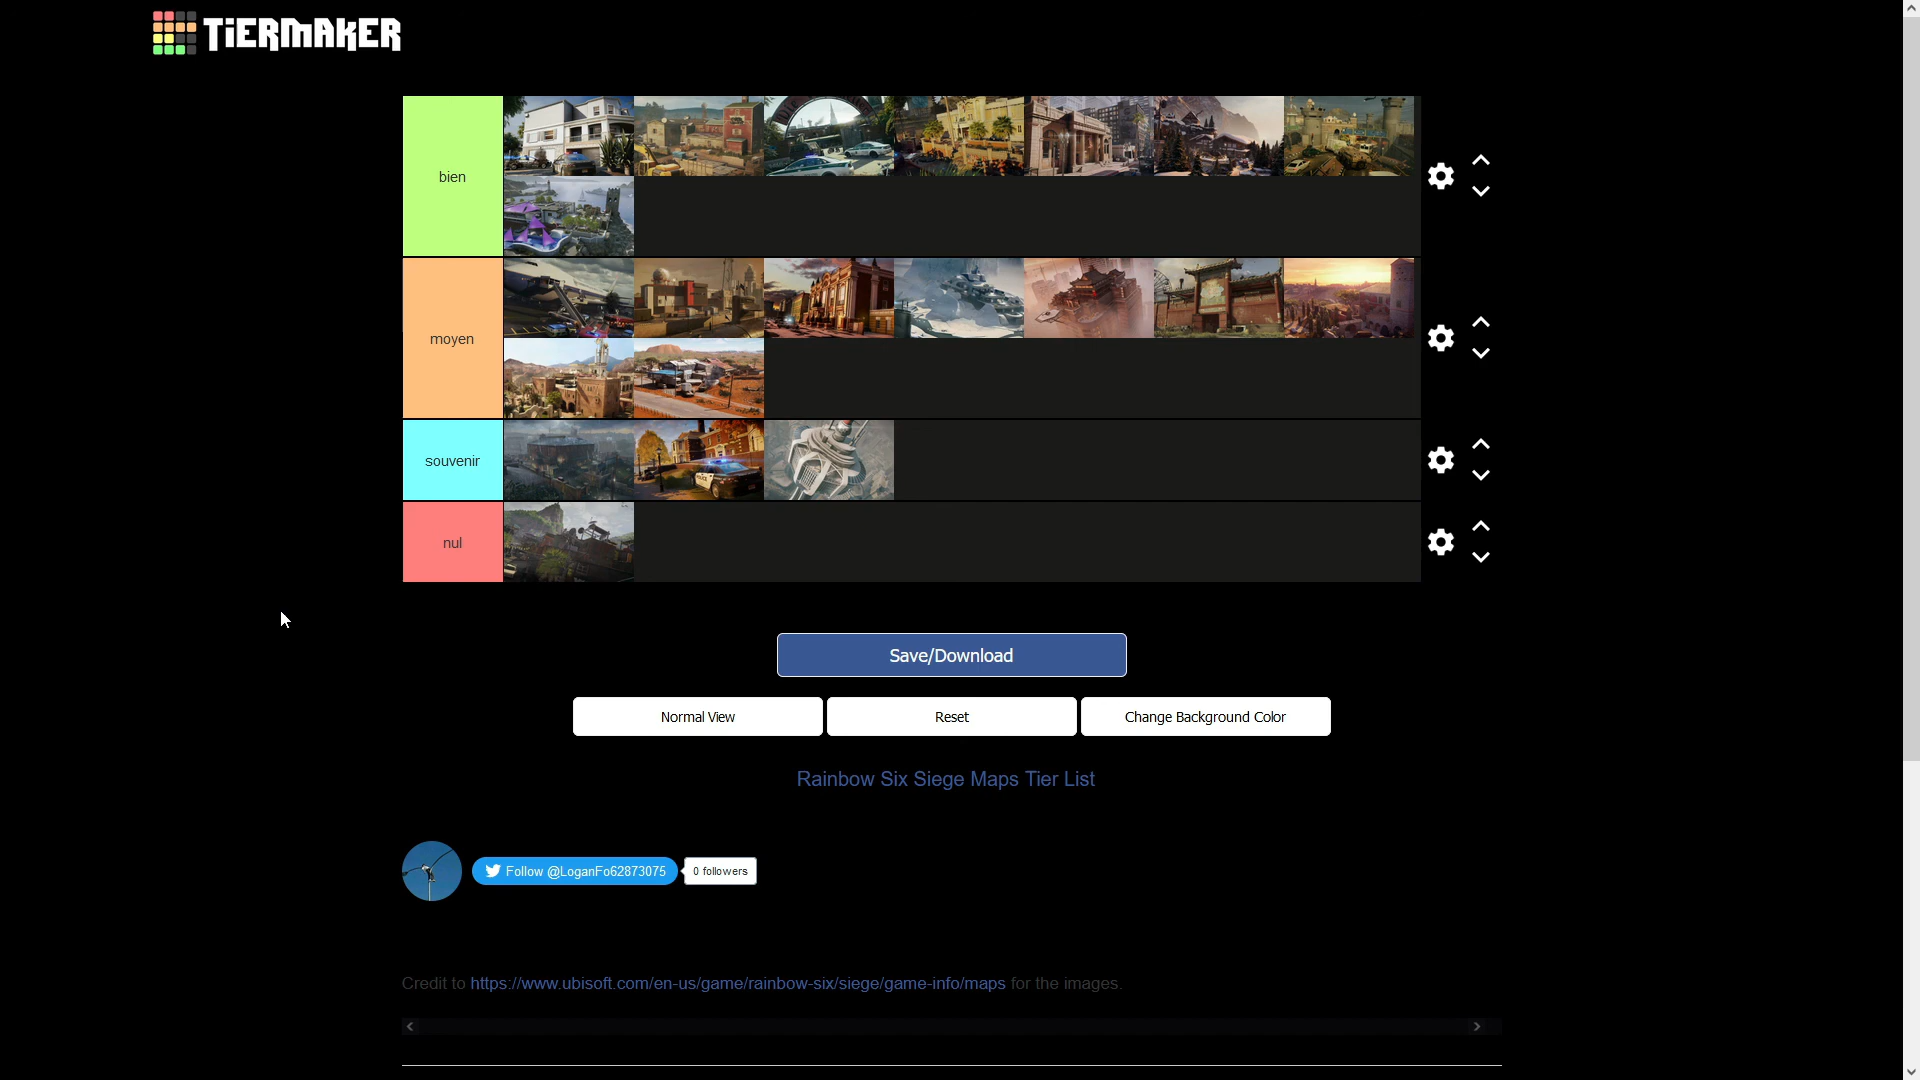 TIERMAKER
bien
moyen
souvenir
nul
Save/Download
Normal View
Reset
Change Background Color
Rainbow Six Siege Maps Tier List
Follow @LoganFo62873075
0 followers
Credit to https://www.ubisoft.com/en-us/game/rainbow-six/siege/game-info/maps for the images.